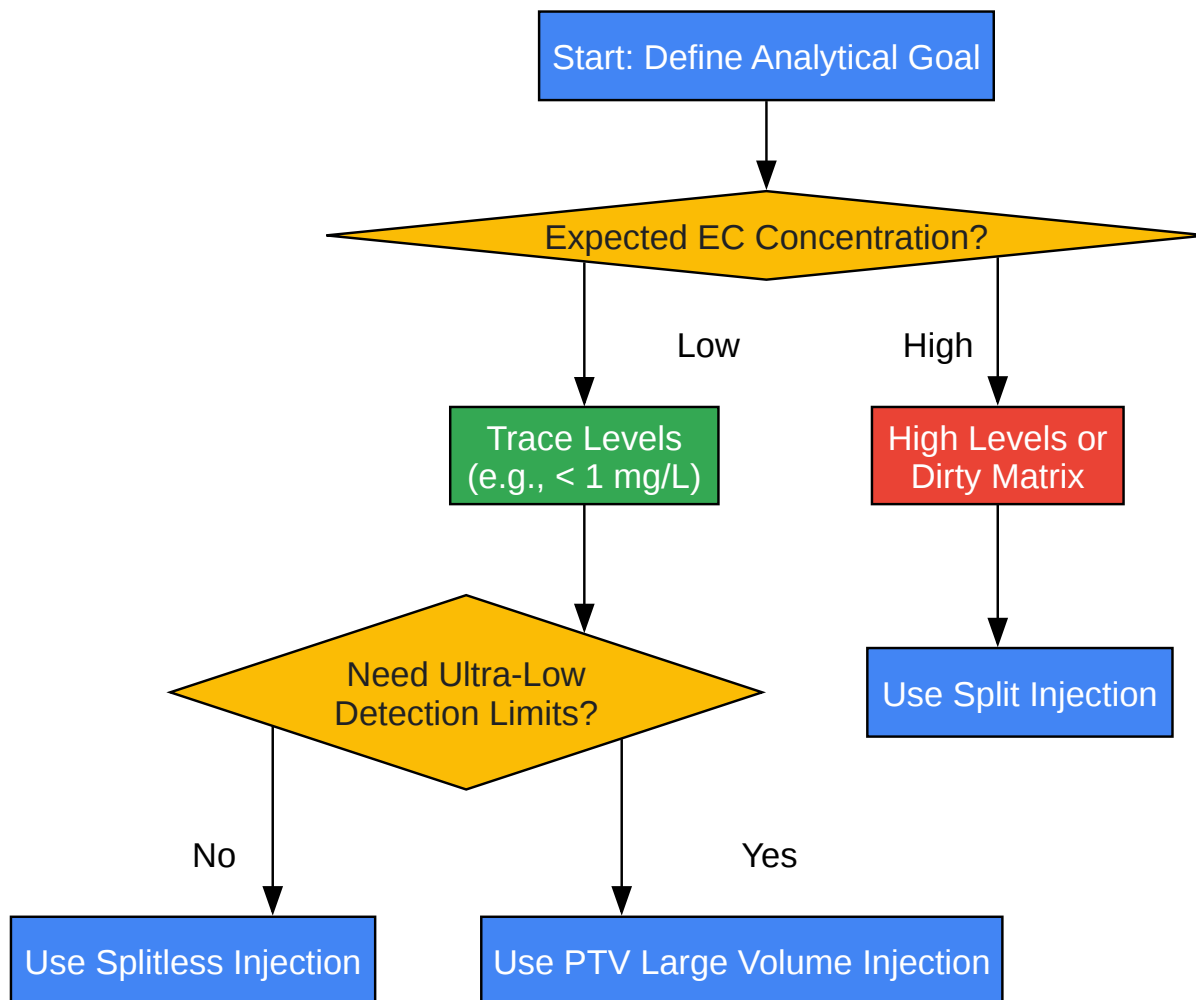 Start: Define Analytical Goal
Expected EC Concentration?
Low
High
Trace Levels
(e.g., < 1 mg/L)
High Levels or
Dirty Matrix
Need Ultra-Low
Detection Limits?
Use Split Injection
No
Yes
Use Splitless Injection
Use PTV Large Volume Injection